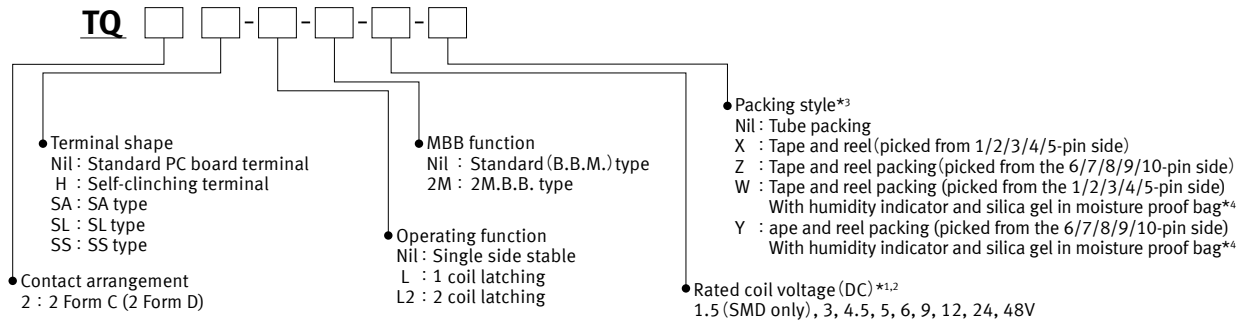 TQ - - - -
Packing style*3
Nil : Tube packing
X : Tape and reel (picked from 1/2/3/4/5-pin side)
Z : Tape and reel packing (picked from the 6/7/8/9/10-pin side)
W : Tape and reel packing (picked from the 1/2/3/4/5-pin side)
With humidity indicator and silica gel in moisture proof bag*4
Y : ape and reel packing (picked from the 6/7/8/9/10-pin side)
With humidity indicator and silica gel in moisture proof bag*4
Terminal shape
Nil : Standard PC board terminal
H : Self-clinching terminal
SA : SA type
SL : SL type
SS : SS type
MBB function
Nil : Standard (B.B.M.) type
2M : 2M.B.B. type
Operating function
Nil : Single side stable
L : 1 coil latching
L2 : 2 coil latching
Contact arrangement
2 : 2 Form C (2 Form D)
Rated coil voltage (DC) *1,2
1.5 (SMD only), 3, 4.5, 5, 6, 9, 12, 24, 48V